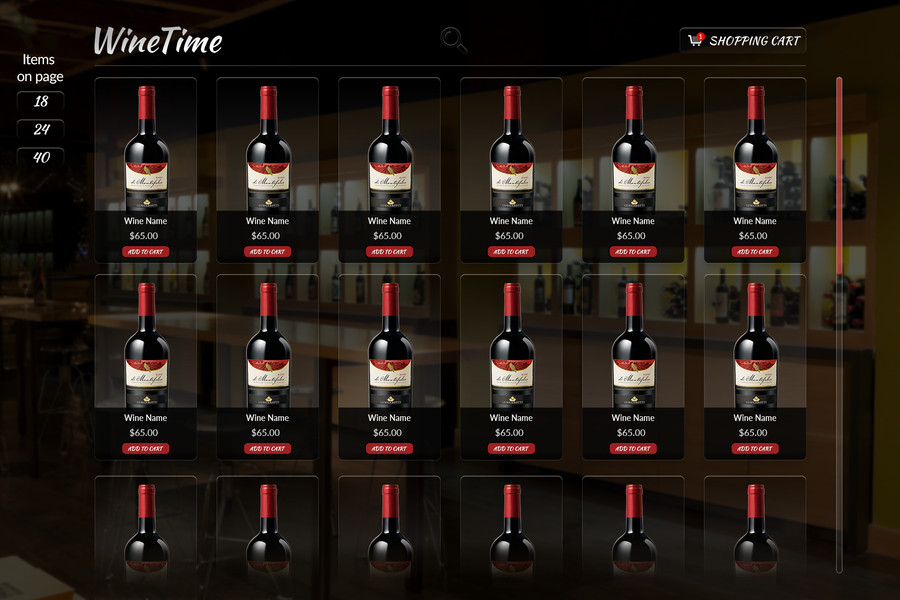 WineTime
1
SHOPPING CART
Items
on page
18
24
40
Wine Name
$65.00
ADD TO CART
Wine Name
$65.00
ADD TO CART
Wine Name
$65.00
ADD TO CART
Wine Name
$65.00
ADD TO CART
Wine Name
$65.00
ADD TO CART
Wine Name
$65.00
ADD TO CART
Wine Name
$65.00
ADD TO CART
Wine Name
$65.00
ADD TO CART
Wine Name
$65.00
ADD TO CART
Wine Name
$65.00
ADD TO CART
Wine Name
$65.00
ADD TO CART
Wine Name
$65.00
ADD TO CART